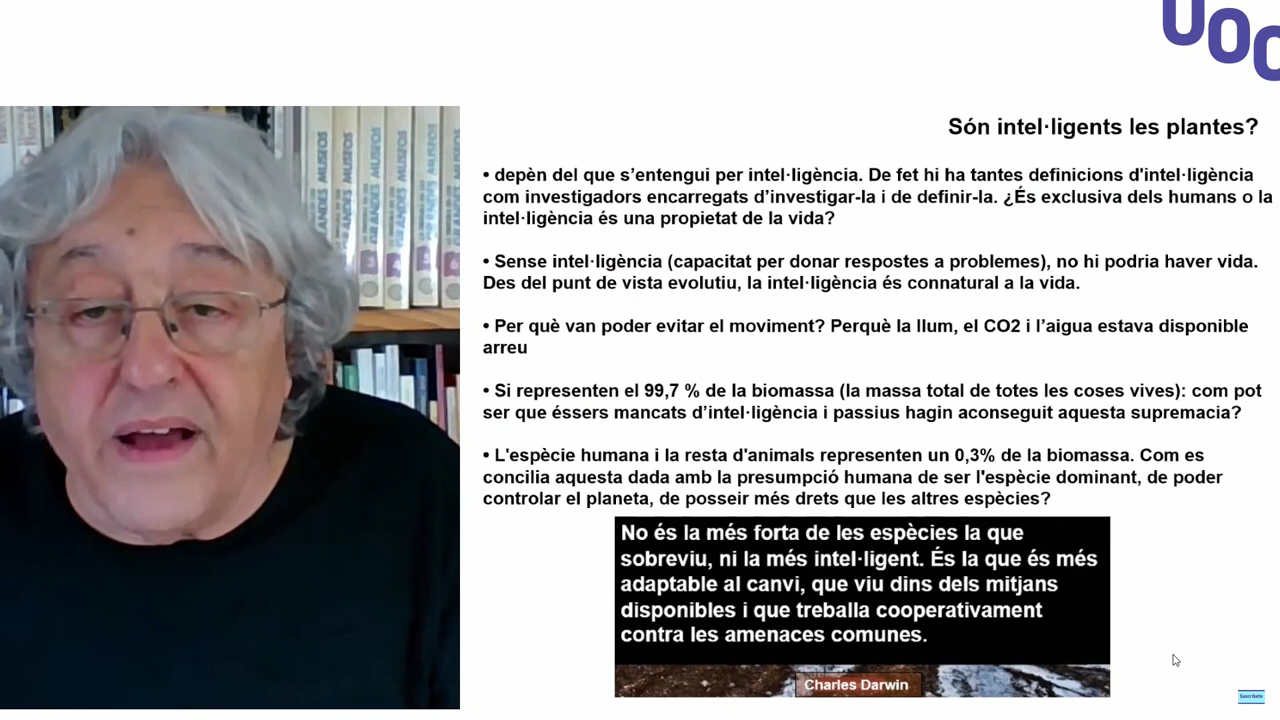 UOC
Són intel·ligents les plantes?
• depèn del que s’entengui per intel·ligència. De fet hi ha tantes definicions d'intel·ligència
com investigadors encarregats d’investigar-la i de definir-la. ¿És exclusiva dels humans o la
intel·ligència és una propietat de la vida?
• Sense intel·ligència (capacitat per donar respostes a problemes), no hi podria haver vida.
Des del punt de vista evolutiu, la intel·ligència és connatural a la vida.
• Per què van poder evitar el moviment? Perquè la llum, el CO2 i l’aigua estava disponible
arreu
• Si representen el 99,7 % de la biomassa (la massa total de totes les coses vives): com pot
ser que éssers mancats d’intel·ligència i passius hagin aconseguit aquesta supremacia?
• L'espècie humana i la resta d'animals representen un 0,3% de la biomassa. Com es
concilia aquesta dada amb la presumpció humana de ser l'espècie dominant, de poder
controlar el planeta, de posseir més drets que les altres espècies?
No és la més forta de les espècies la que
sobreviu, ni la més intel·ligent. És la que és més
adaptable al canvi, que viu dins dels mitjans
disponibles i que treballa cooperativament
contra les amenaces comunes.
Charles Darwin
Suscríbete
GRANDES MUSEOS
GRANDES MUSEOS
GRANDES MUSEOS
GRANDES MUSEOS